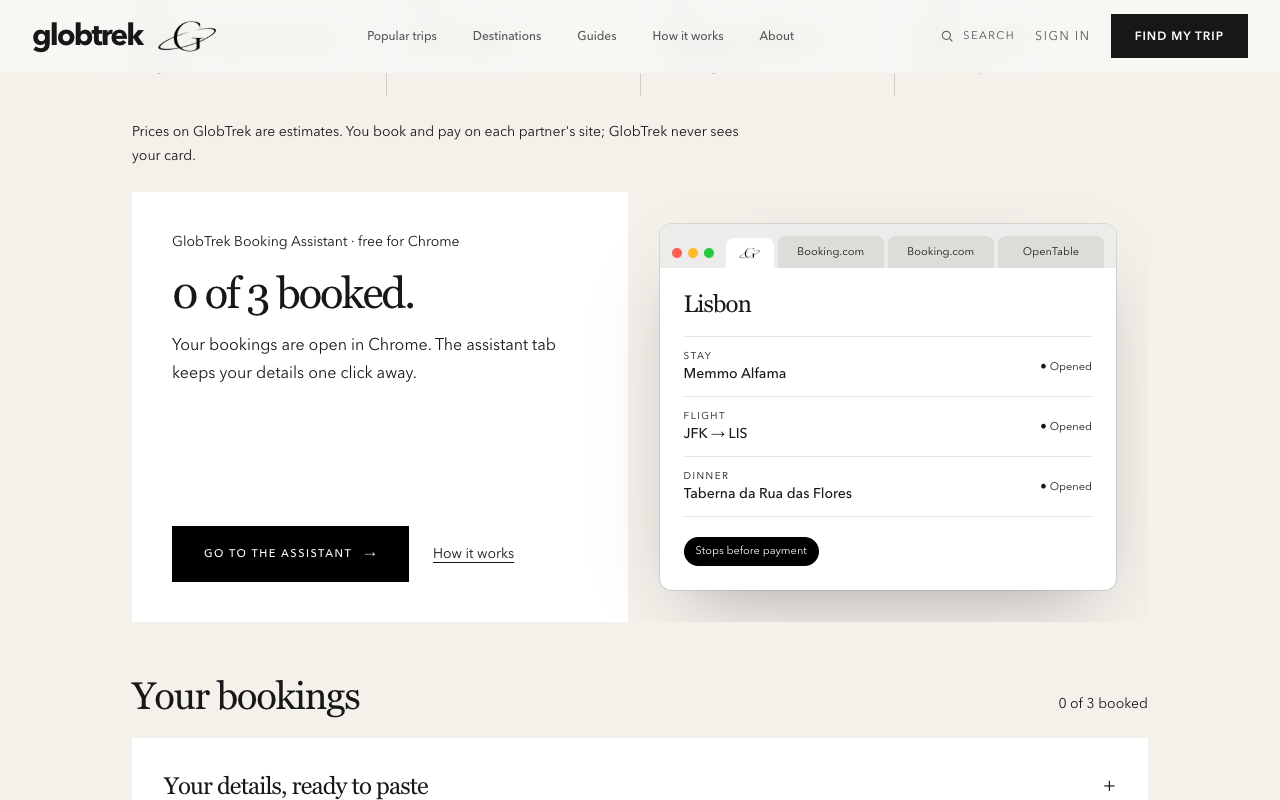 globtrek G
Popular trips
Destinations
Guides
How it works
About
SEARCH
SIGN IN
FIND MY TRIP
Prices on GlobTrek are estimates. You book and pay on each partner's site; GlobTrek never sees
your card.
GlobTrek Booking Assistant · free for Chrome
0 of 3 booked.
Your bookings are open in Chrome. The assistant tab
keeps your details one click away.
GO TO THE ASSISTANT →
How it works
G
Booking.com
Booking.com
OpenTable
Lisbon
STAY
Memmo Alfama
• Opened
FLIGHT
JFK → LIS
• Opened
DINNER
Taberna da Rua das Flores
• Opened
Stops before payment
Your bookings
0 of 3 booked
Your details, ready to paste
+